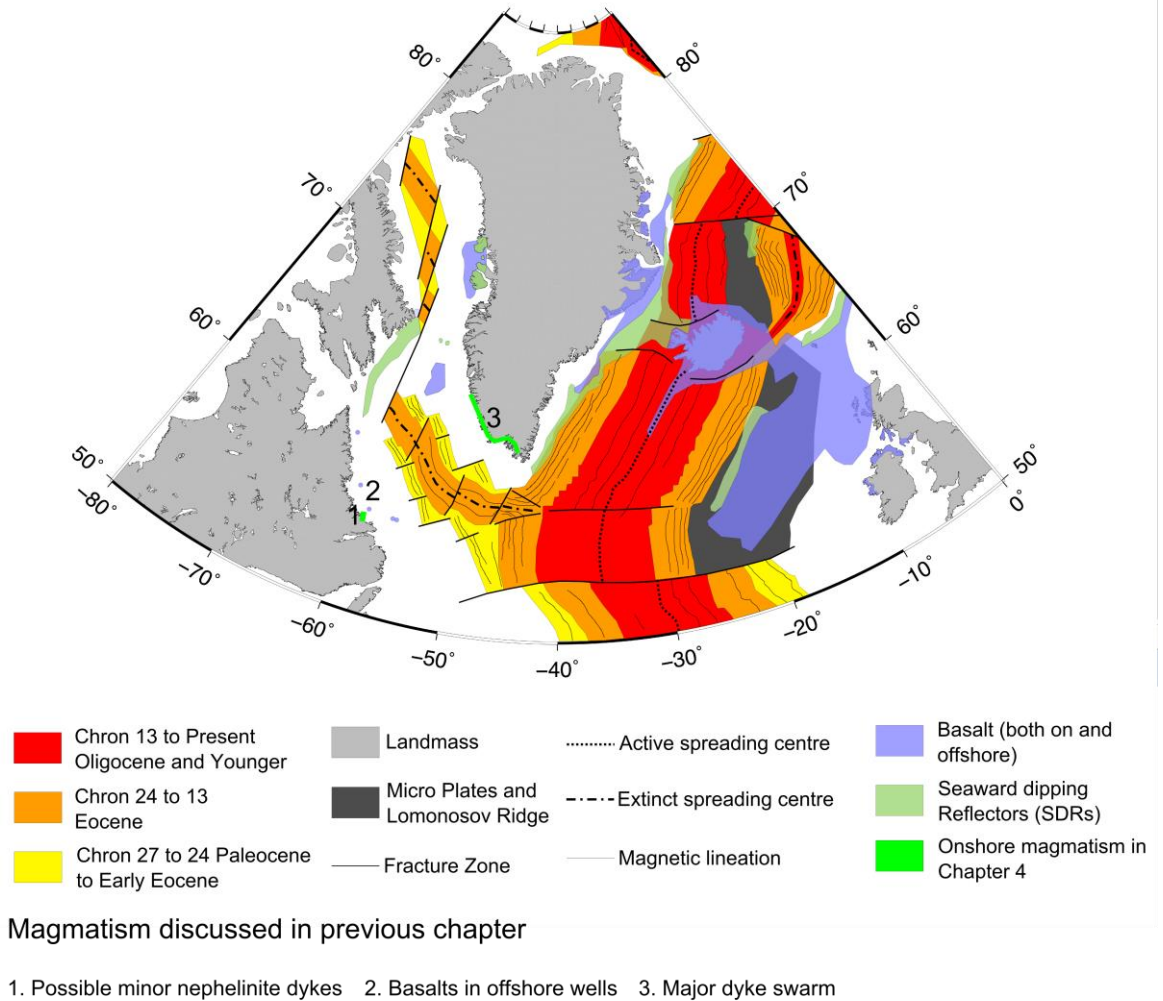 80°
80°
70°
70°
60°
60°
50°
-80°
50°
0°
-70°
-10°
-60°
-20°
-50°
-30°
-40°
3
2
1
Chron 13 to Present
Oligocene and Younger
Landmass
Active spreading centre
Basalt (both on and
offshore)
Chron 24 to 13
Eocene
Micro Plates and
Lomonosov Ridge
Extinct spreading centre
Seaward dipping
Reflectors (SDRs)
Chron 27 to 24 Paleocene
to Early Eocene
Fracture Zone
Magnetic lineation
Onshore magmatism in
Chapter 4
Magmatism discussed in previous chapter
1. Possible minor nephelinite dykes 2. Basalts in offshore wells 3. Major dyke swarm